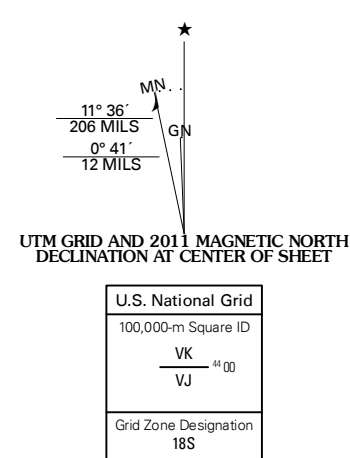 ★
MN
11° 36´
206 MILS
GN
0° 41´
12 MILS
UTM GRID AND 2011 MAGNETIC NORTH
DECLINATION AT CENTER OF SHEET
U.S. National Grid
100,000-m Square ID
VK
44 00
VJ
Grid Zone Designation
18S